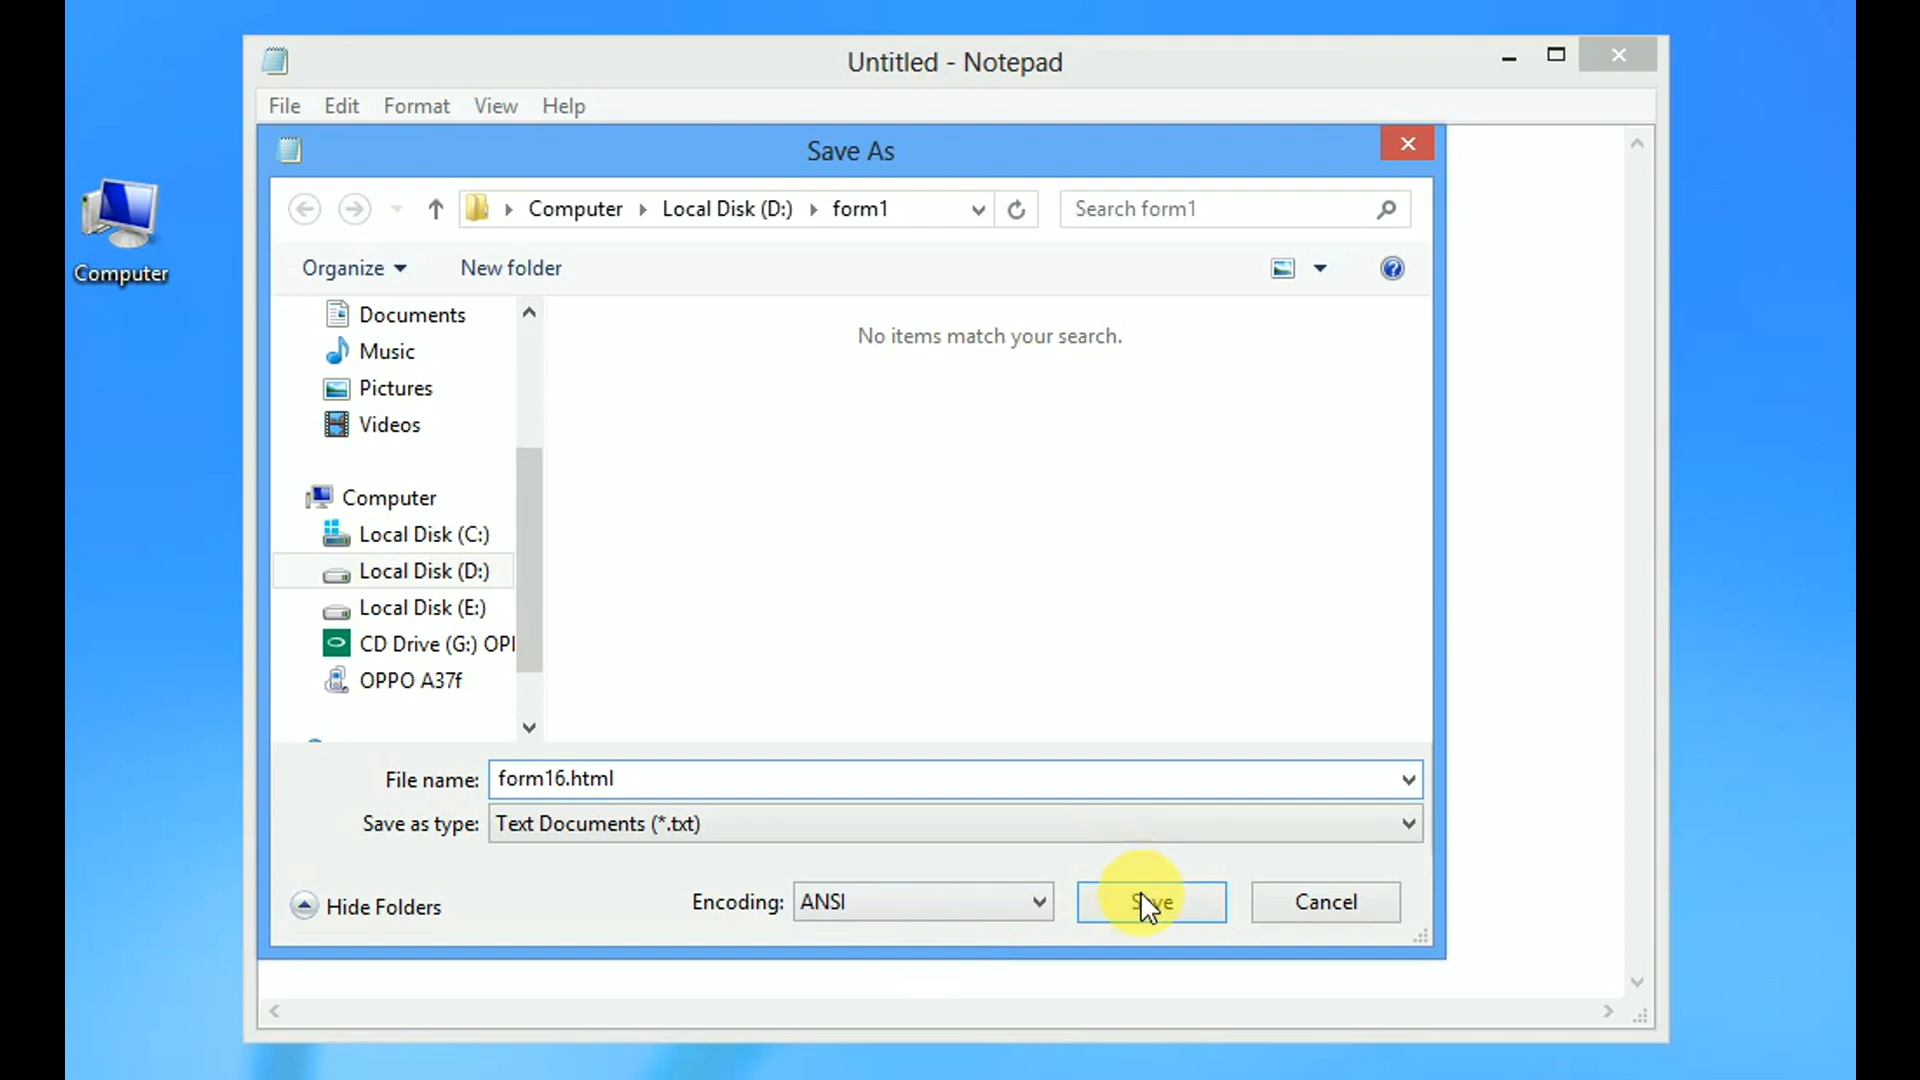 Untitled - Notepad
File Edit Format View Help
Save As
Computer Local Disk (D:) form1
Search form1
Organize
New folder
Documents
Music
Pictures
Videos
Computer
Local Disk (C:)
Local Disk (D:)
Local Disk (E:)
CD Drive (G:) OPI
OPPO A37f
No items match your search.
File name: form16.html
Save as type: Text Documents (*.txt)
Hide Folders
Encoding: ANSI
Save
Cancel
Computer